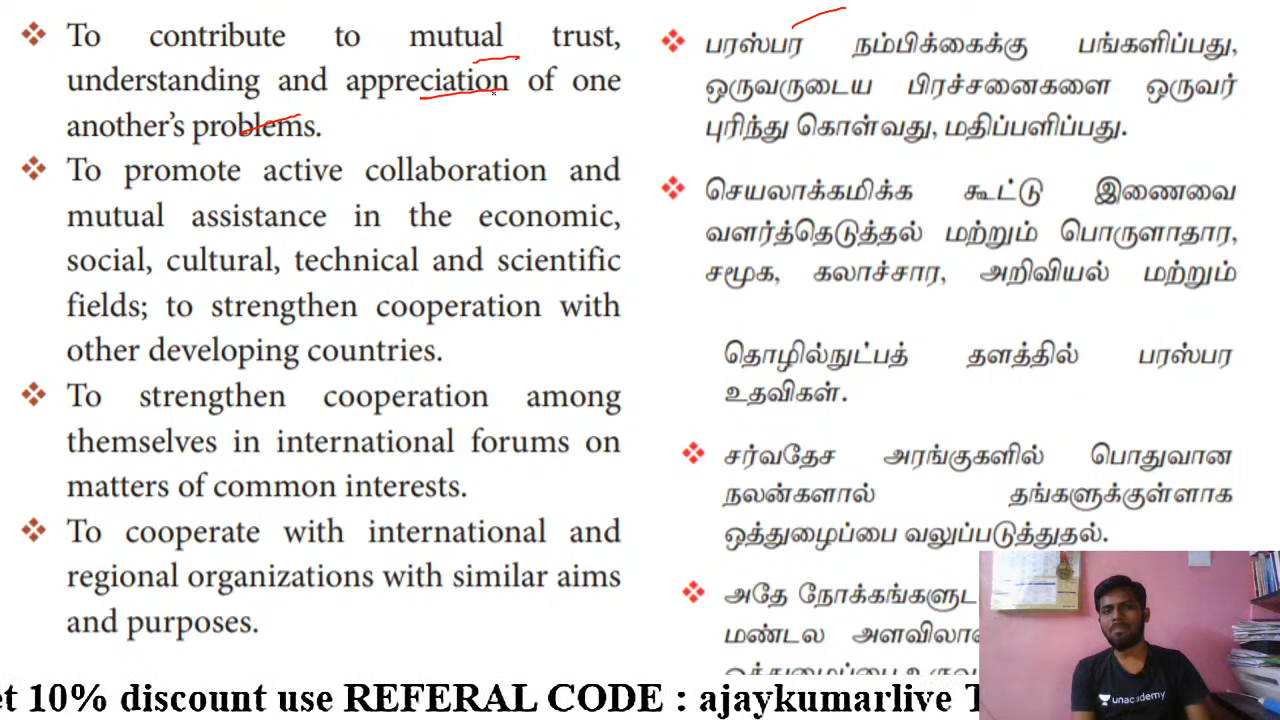 ❖ To contribute to mutual trust,
understanding and appreciation of one
another’s problems.
❖ To promote active collaboration and
mutual assistance in the economic,
social, cultural, technical and scientific
fields; to strengthen cooperation with
other developing countries.
❖ To strengthen cooperation among
themselves in international forums on
matters of common interests.
❖ To cooperate with international and
regional organizations with similar aims
and purposes.
❖ பரஸ்பர நம்பிக்கைக்கு பங்களிப்பது,
ஒருவருடைய பிரச்சனைகளை ஒருவர்
புரிந்து கொள்வது, மதிப்பளிப்பது.
❖ செயலாக்கமிக்க கூட்டு இணைவை
வளர்த்தெடுத்தல் மற்றும் பொருளாதார,
சமூக, கலாச்சார, அறிவியல் மற்றும்
தொழில்நுட்பத் தளத்தில் பரஸ்பர
உதவிகள்.
❖ சர்வதேச அரங்குகளில் பொதுவான
நலன்களால் தங்களுக்குள்ளாக
ஒத்துழைப்பை வலுப்படுத்துதல்.
❖ அதே நோக்கங்களுட
மண்டல
unacademy
et 10% discount use REFERAL CODE : ajaykumarlive T